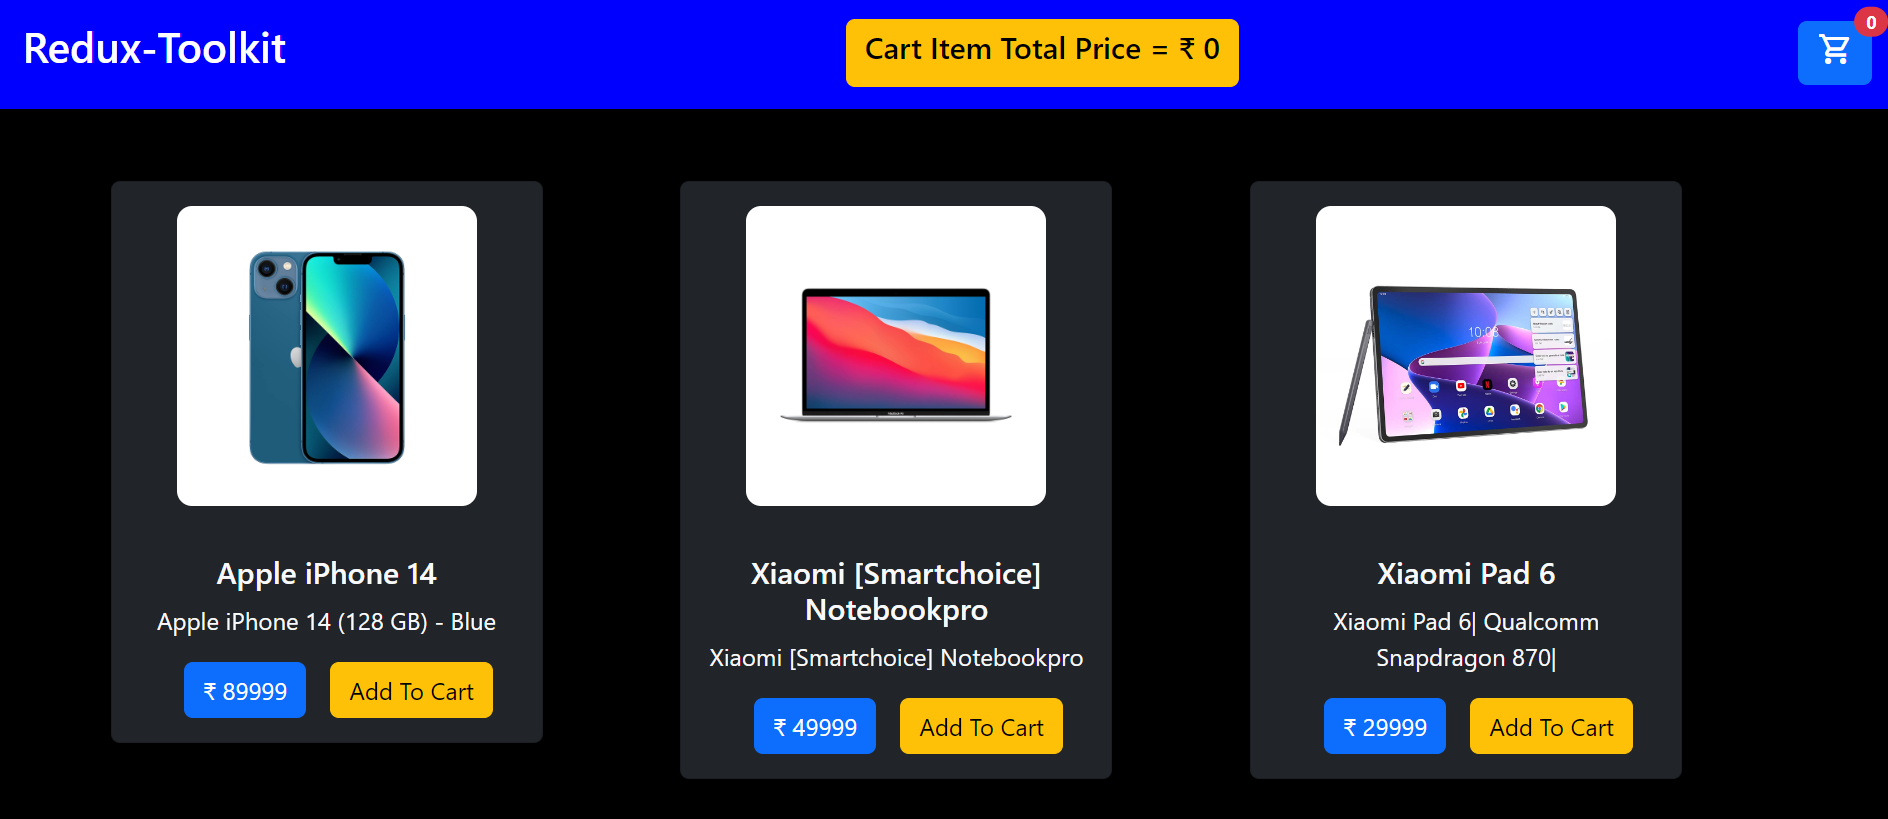 Redux-Toolkit
Cart Item Total Price = ₹ 0
0
Apple iPhone 14
Apple iPhone 14 (128 GB) - Blue
₹ 89999
Add To Cart
Xiaomi [Smartchoice]
Notebookpro
Xiaomi [Smartchoice] Notebookpro
₹ 49999
Add To Cart
10:08
Xiaomi Pad 6
Xiaomi Pad 6| Qualcomm
Snapdragon 870|
₹ 29999
Add To Cart